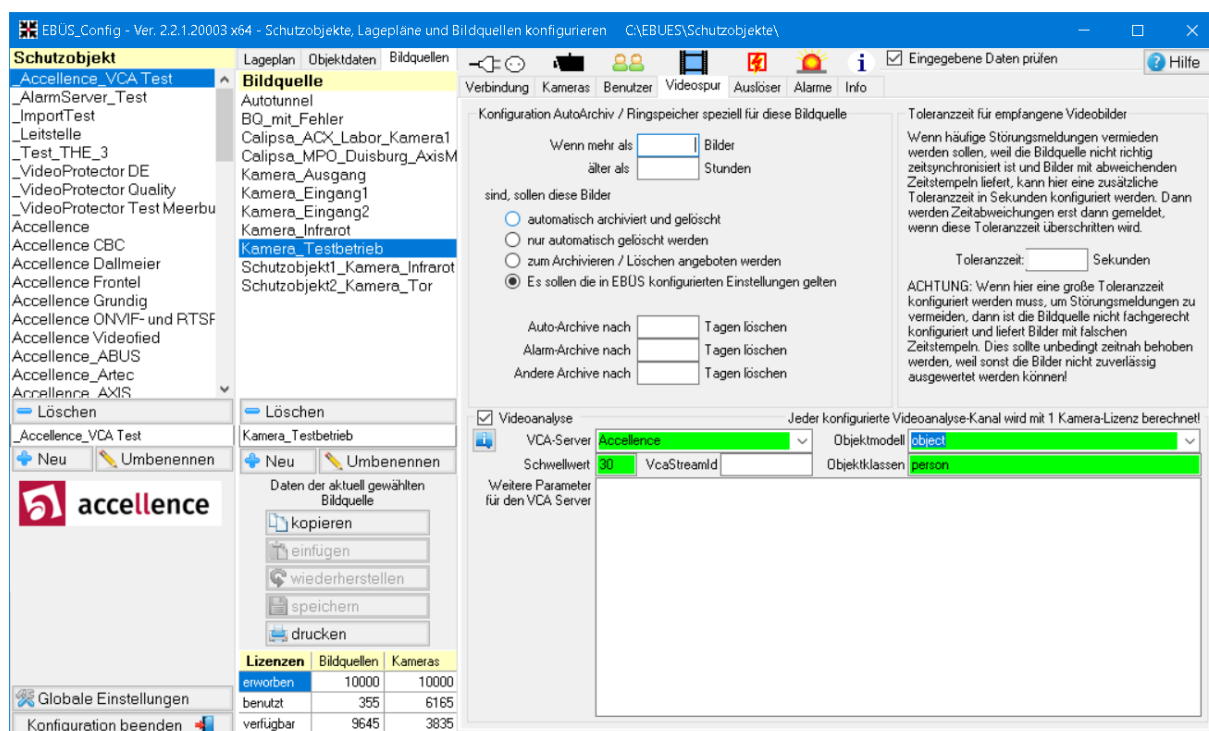 EBÜS_Config - Ver. 2.2.1.20003 x64 - Schutzobjekte, Lagepläne und Bildquellen konfigurieren C:\EBUES\Schutzobjekte\
Schutzobjekt
_Accellence_VCA Test
_AlarmServer_Test
_ImportTest
_Leitstelle
_Test_THE_3
_VideoProtector DE
_VideoProtector Quality
_VideoProtector Test Meerbu
Accellence
Accellence CBC
Accellence Dallmeier
Accellence Frontel
Accellence Grundig
Accellence ONVIF- und RTSF
Accellence Videofied
Accellence_ABUS
Accellence_Artec
Accellence_AXIS
Löschen
_Accellence_VCA Test
Neu Umbenennen
accellence
Globale Einstellungen
Konfiguration beenden
Lageplan Objektdaten Bildquellen
Bildquelle
Autotunnel
BQ_mit_Fehler
Calipsa_ACX_Labor_Kamera1
Calipsa_MPO_Duisburg_AxisM
Kamera_Ausgang
Kamera_Eingang1
Kamera_Eingang2
Kamera_Infrarot
Kamera_Testbetrieb
Schutzobjekt1_Kamera_Infrarot
Schutzobjekt2_Kamera_Tor
Löschen
Kamera_Testbetrieb
Neu Umbenennen
Daten der aktuell gewählten
Bildquelle
kopieren
einfügen
wiederherstellen
speichern
drucken
Lizenzen Bildquellen Kameras
erworben 10000 10000
benutzt 355 6165
verfügbar 9645 3835
Eingegebene Daten prüfen
Hilfe
Verbindung Kameras Benutzer Videospur Auslöser Alarme Info
Konfiguration AutoArchiv / Ringspeicher speziell für diese Bildquelle
Wenn mehr als Bilder
älter als Stunden
sind, sollen diese Bilder
automatisch archiviert und gelöscht
nur automatisch gelöscht werden
zum Archivieren / Löschen angeboten werden
Es sollen die in EBÜS konfigurierten Einstellungen gelten
Auto-Archive nach Tagen löschen
Alarm-Archive nach Tagen löschen
Andere Archive nach Tagen löschen
Toleranzzeit für empfangene Videobilder
Wenn häufige Störungsmeldungen vermieden
werden sollen, weil die Bildquelle nicht richtig
zeitsynchronisiert ist und Bilder mit abweichenden
Zeitstempeln liefert, kann hier eine zusätzliche
Toleranzzeit in Sekunden konfiguriert werden. Dann
werden Zeitabweichungen erst dann gemeldet,
wenn diese Toleranzzeit überschritten wird.
Toleranzzeit: Sekunden
ACHTUNG: Wenn hier eine große Toleranzzeit
konfiguriert werden muss, um Störungsmeldungen zu
vermeiden, dann ist die Bildquelle nicht fachgerecht
konfiguriert und liefert Bilder mit falschen
Zeitstempeln. Dies sollte unbedingt zeitnah behoben
werden, weil sonst die Bilder nicht zuverlässig
ausgewertet werden können!
Videoanalyse Jeder konfigurierte Videoanalyse-Kanal wird mit 1 Kamera-Lizenz berechnet!
VCA-Server Accellence Objektmodell object
Schwellwert 30 VcaStreamId Objektklassen person
Weitere Parameter
für den VCA Server